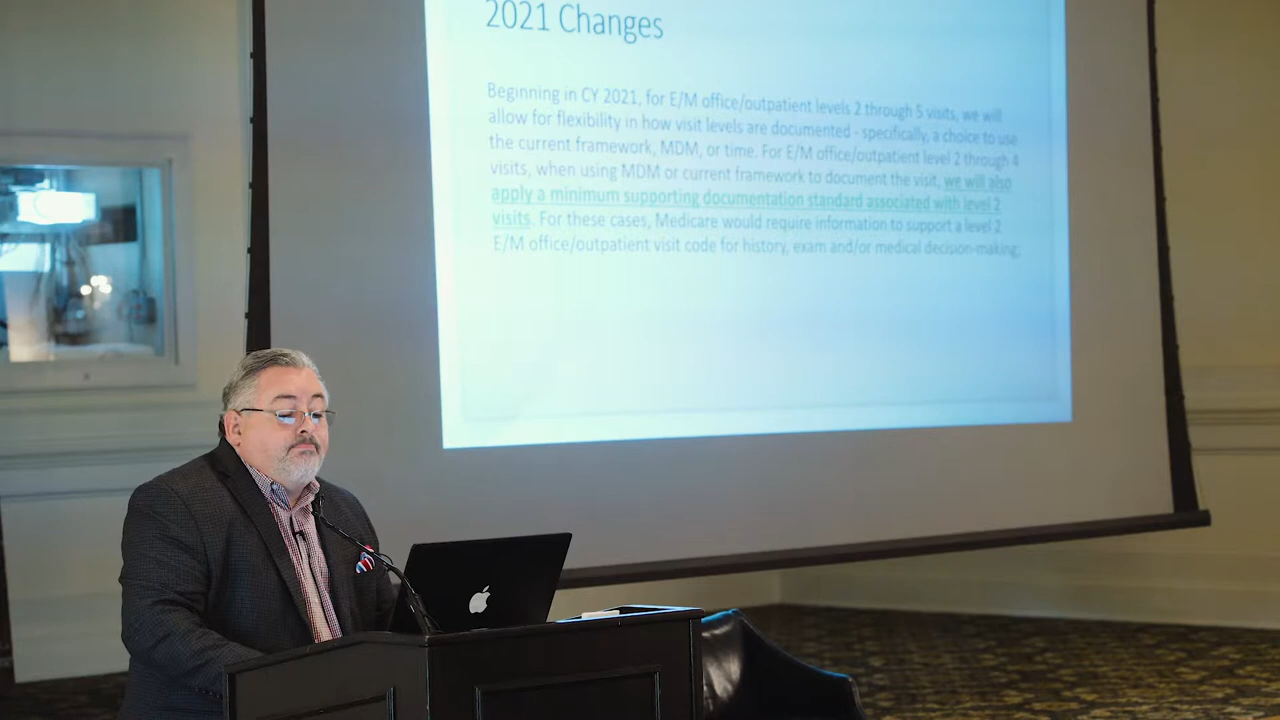 2021 Changes
Beginning in CY 2021, for E/M office/outpatient levels 2 through 5 visits, we will
allow for flexibility in how visit levels are documented - specifically, a choice to use
the current framework, MDM, or time. For E/M office/outpatient level 2 through 4
visits, when using MDM or current framework to document the visit, we will also
apply a minimum supporting documentation standard associated with level 2
visits. For these cases, Medicare would require information to support a level 2
E/M office/outpatient visit code for history, exam and/or medical decision-making;